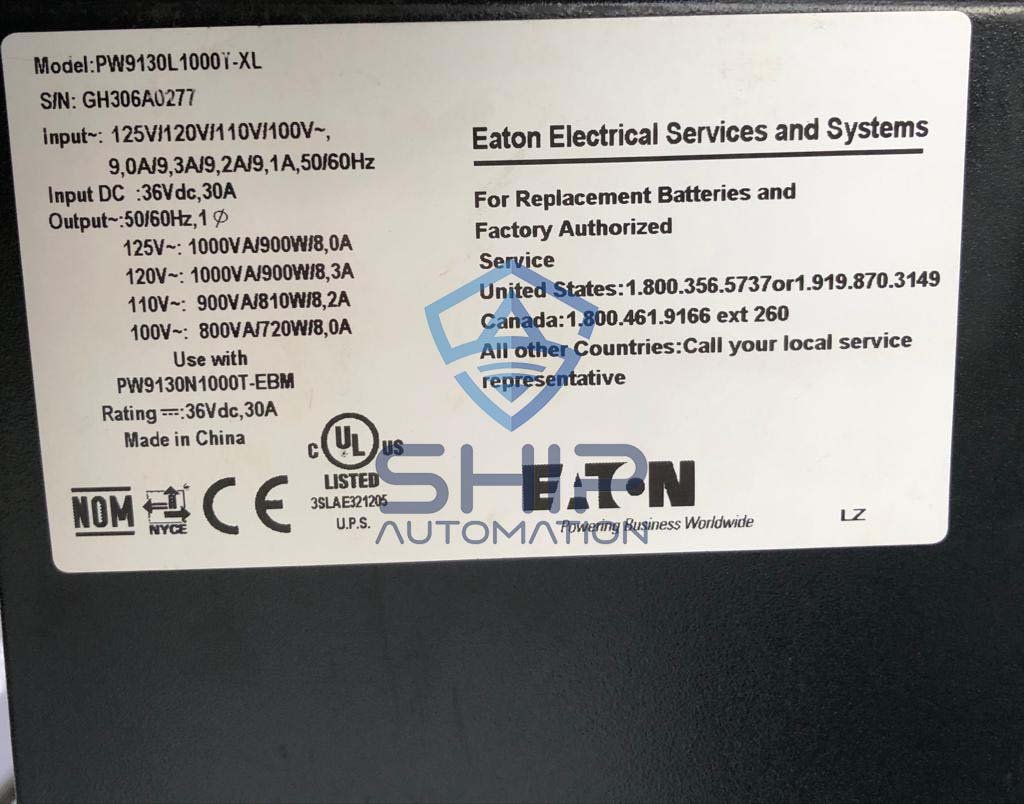 Model:PW9130L1000T-XL
S/N: GH306A0277
Input~: 125V/120V/110V/100V~,
9,0A/9,3A/9,2A/9,1A,50/60Hz
Input DC :36Vdc,30A
Output~:50/60Hz,1 Ø
125V~: 1000VA/900W/8,0A
120V~: 1000VA/900W/8,3A
110V~: 900VA/810W/8,2A
100V~: 800VA/720W/8,0A
Use with
PW9130N1000T-EBM
Rating ⎓:36Vdc,30A
Made in China
NOM
NYCE
CE
C UL US
LISTED
3SLA E321205
U.P.S.
Eaton Electrical Services and Systems
For Replacement Batteries and
Factory Authorized
Service
United States:1.800.356.5737or1.919.870.3149
Canada:1.800.461.9166 ext 260
All other Countries:Call your local service
representative
EATON
Powering Business Worldwide
LZ
SHIP
AUTOMATION